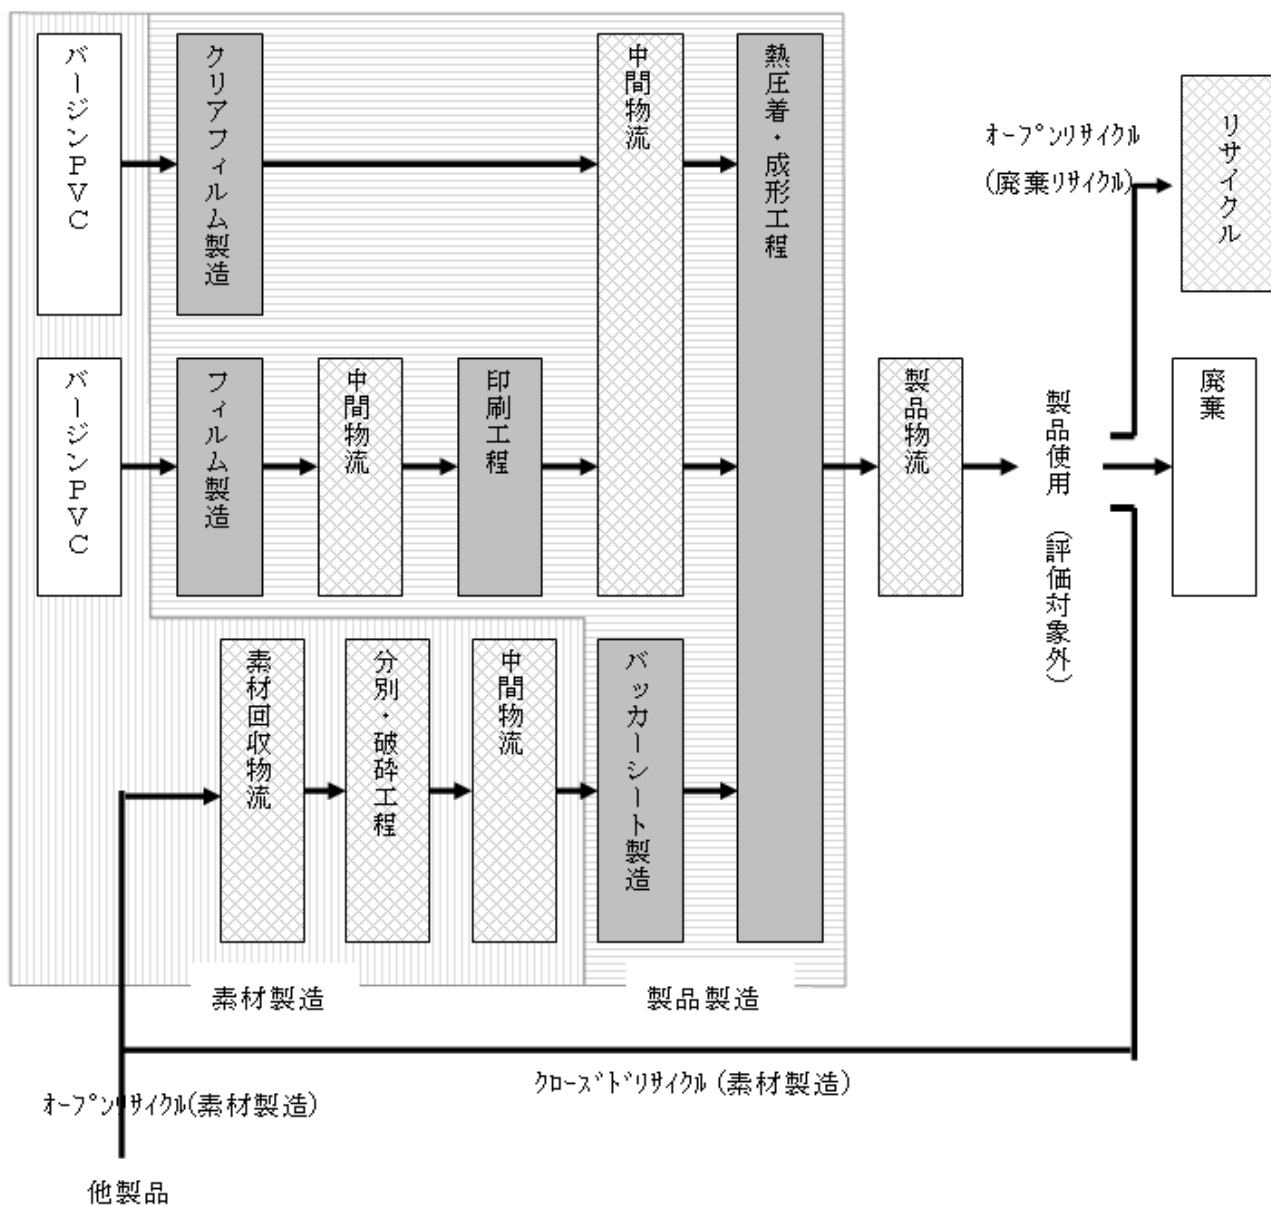 バージンPVC
クリアフィルム製造
中間物流
熱圧着・成形工程
オープンリサイクル
(廃棄リサイクル)
リサイクル
バージンPVC
フィルム製造
中間物流
印刷工程
製品物流
製品使用 (評価対象外)
廃棄
素材回収物流
分別・破砕工程
中間物流
バッカーシート製造
素材製造
製品製造
クローズドリサイクル (素材製造)
オープンリサイクル(素材製造)
他製品